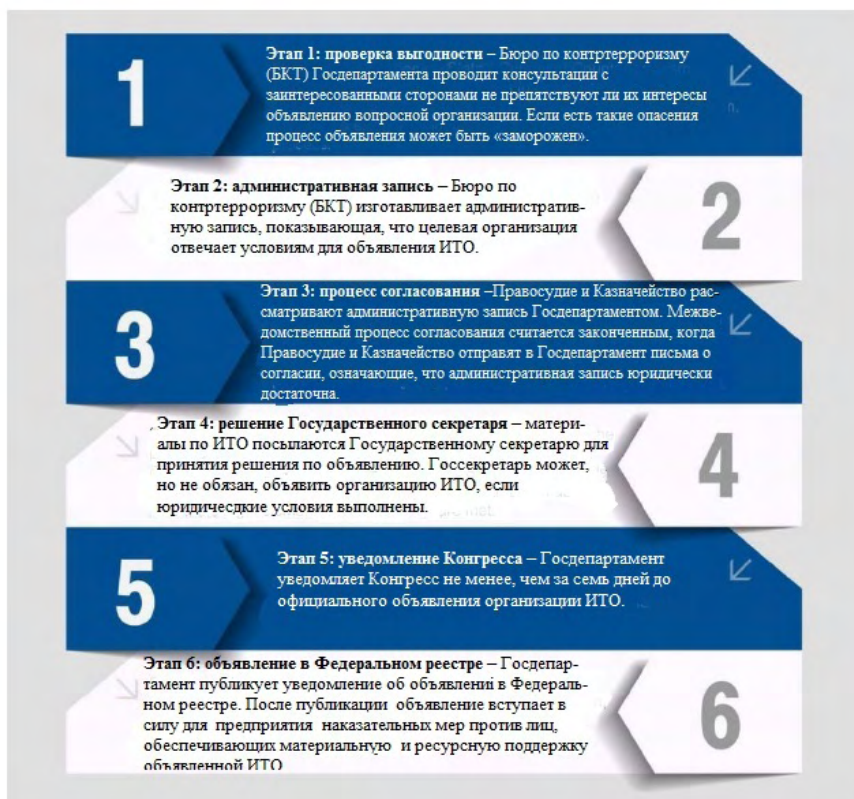 1
Этап 1: проверка выгодности – Бюро по контртерроризму
(БКТ) Госдепартамента проводит консультации с
заинтересованными сторонами не препятствуют ли их интересы
объявлению вопросной организации. Если есть такие опасения
процесс объявления может быть «заморожен».
Этап 2: административная запись – Бюро по
контртерроризму (БКТ) изготавливает административ-
ную запись, показывающая, что целевая организация
отвечает условиям для объявления ИТО.
2
3
Этап 3: процесс согласования –Правосудие и Казначейство рас-
сматривают административную запись Госдепартаментом. Межве-
домственный процесс согласования считается законченным, когда
Правосудие и Казначейство отправят в Госдепартамент письма о
согласии, означающие, что административная запись юридически
достаточна.
Этап 4: решение Государственного секретаря – матери-
алы по ИТО посылаются Государственному секретарю для
принятия решения по объявлению. Госсекретарь может,
но не обязан, объявить организацию ИТО, если
юридичесдкие условия выполнены.
4
5
Этап 5: уведомление Конгресса – Госдепартамент
уведомляет Конгресс не менее, чем за семь дней до
официального объявления организации ИТО.
Этап 6: объявление в Федеральном реестре – Госдепар-
тамент публикует уведомление об объявлениі в Федераль-
ном реестре. После публикации объявление вступает в
силу для предприятия наказательных мер против лиц,
обеспечивающих материальную и ресурсную поддержку
объявленной ИТО
6